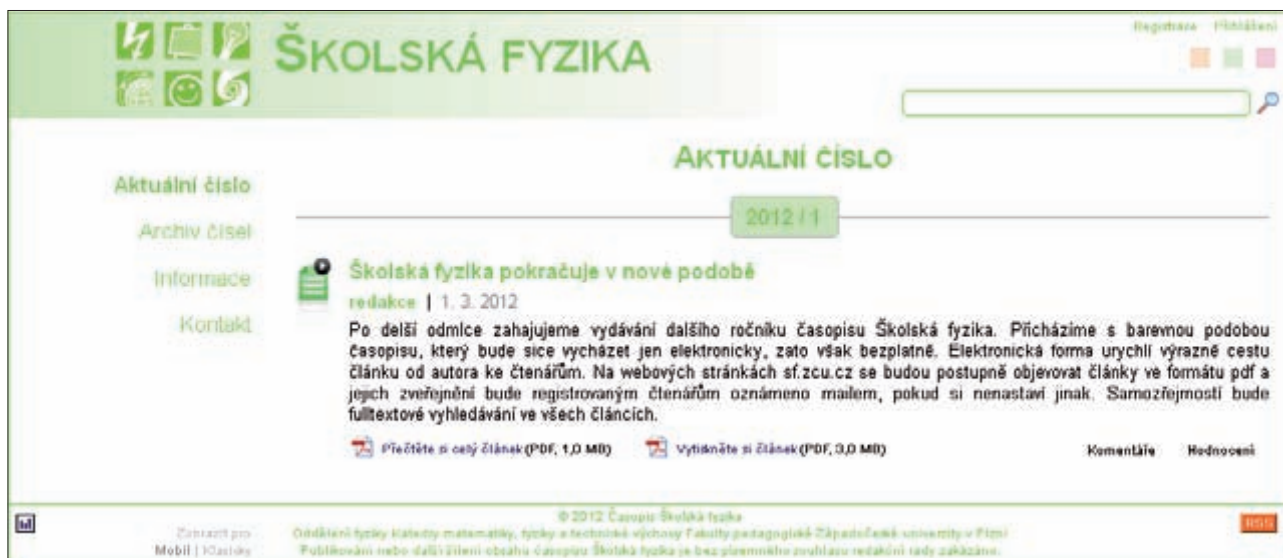 Registrace Přihlášení
ŠKOLSKÁ FYZIKA
AKTUÁLNÍ ČÍSLO
2012 / 1
Aktuální číslo
Archiv čísel
Informace
Kontakt
Školská fyzika pokračuje v nové podobě
redakce | 1. 3. 2012
Po delší odmlce zahajujeme vydávání dalšího ročníku časopisu Školská fyzika. Přicházíme s barevnou podobou
časopisu, který bude sice vycházet jen elektronicky, zato však bezplatně. Elektronická forma urychlí výrazně cestu
článku od autora ke čtenářům. Na webových stránkách sf.zcu.cz se budou postupně objevovat články ve formátu pdf a
jejich zveřejnění bude registrovaným čtenářům oznámeno mailem, pokud si nenastaví jinak. Samozřejmostí bude
fulltextové vyhledávání ve všech článcích.
Přečtěte si celý článek (PDF, 1,0 MB) Vytiskněte si článek (PDF, 3,0 MB) Komentáře Hodnocení
© 2012 Časopis Školská fyzika
Zobrazit pro
Mobil | Klasicky
Oddělení fyziky Katedry matematiky, fyziky a technické výchovy Fakulty pedagogické Západočeské univerzity v Plzni
Publikování nebo další šíření obsahu časopisu Školská fyzika je bez písemného souhlasu redakční rady zakázáno.
RSS